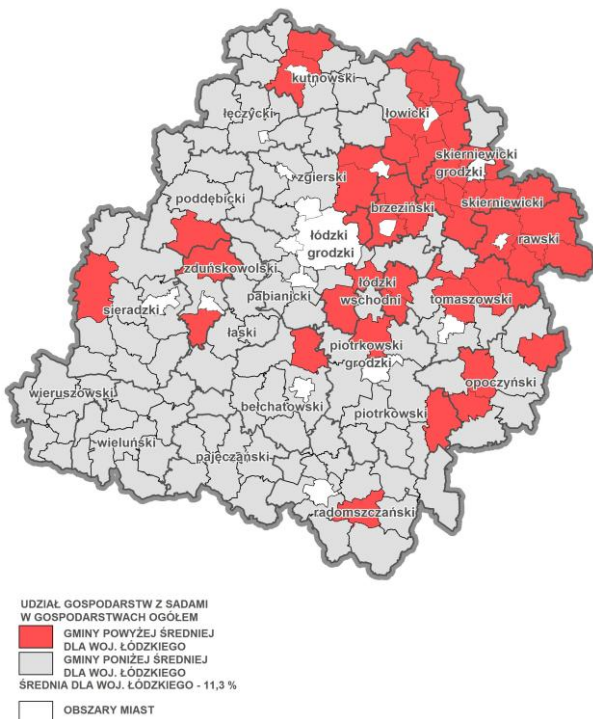 kutnowski
łęczycki
łowicki
skierniewicki
grodzki
zgierski
poddębicki
brzeziński
skierniewicki
łódzki
grodzki
rawski
zduńskowolski
łódzki
wschodni
pabianicki
tomaszowski
sieradzki
łaski
piotrkowski
grodzki
opoczyński
wieruszowski
bełchatowski
piotrkowski
wieluński
pajęczański
radomszczański
UDZIAŁ GOSPODARSTW Z SADAMI
W GOSPODARSTWACH OGÓŁEM
GMINY POWYŻEJ ŚREDNIEJ
DLA WOJ. ŁÓDZKIEGO
GMINY PONIŻEJ ŚREDNIEJ
DLA WOJ. ŁÓDZKIEGO
ŚREDNIA DLA WOJ. ŁÓDZKIEGO - 11,3 %
OBSZARY MIAST